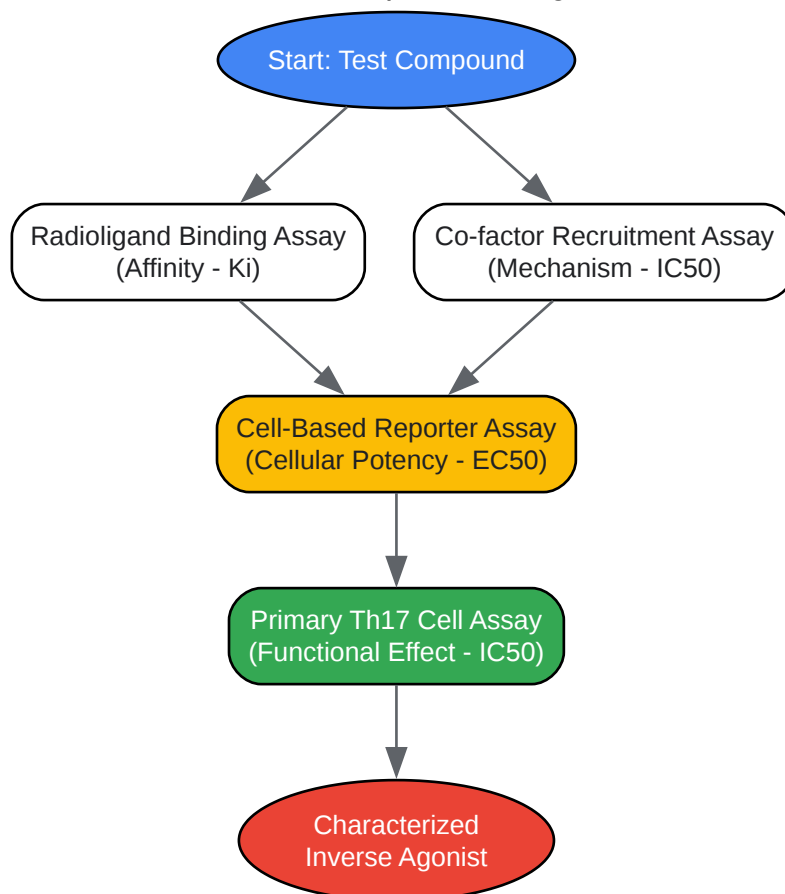 Start: Test Compound
Radioligand Binding Assay
(Affinity - Ki)
Co-factor Recruitment Assay
(Mechanism - IC50)
Cell-Based Reporter Assay
(Cellular Potency - EC50)
Primary Th17 Cell Assay
(Functional Effect - IC50)
Characterized
Inverse Agonist